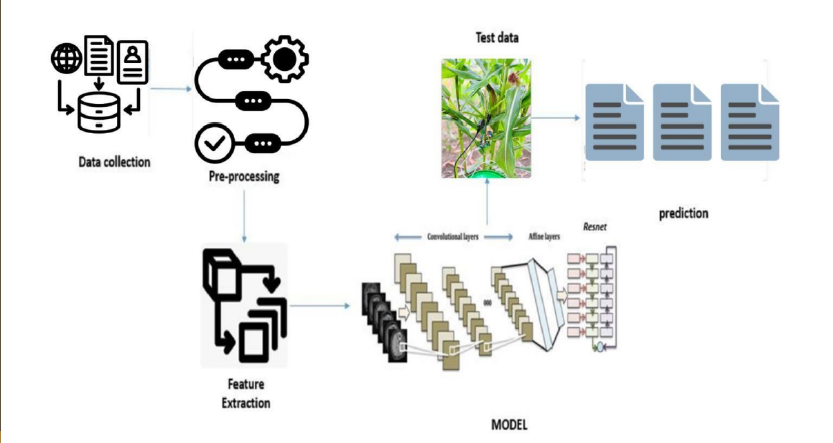 Test data
Data collection
Pre-processing
prediction
Convolutional layers
Affine layers
Resnet
Feature
Extraction
MODEL